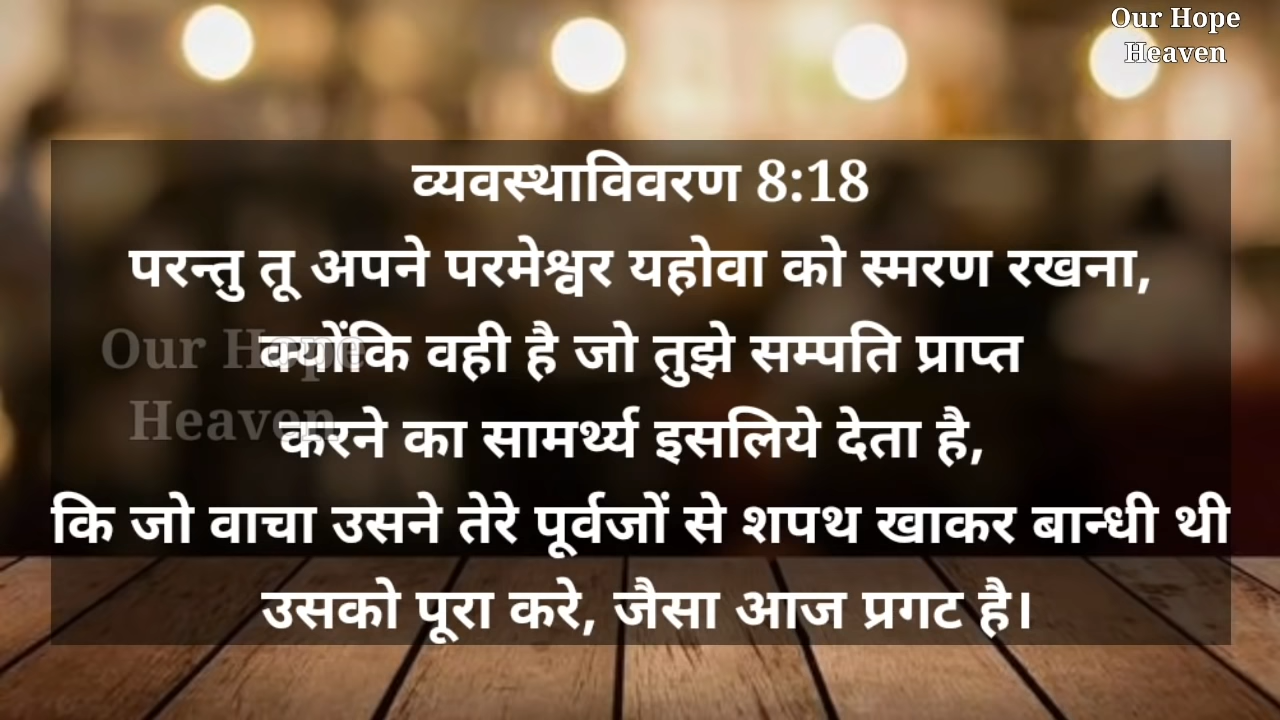 Our Hope
Heaven
व्यवस्थाविवरण 8:18
परन्तु तू अपने परमेश्वर यहोवा को स्मरण रखना,
क्योंकि वही है जो तुझे सम्पति प्राप्त
करने का सामर्थ्य इसलिये देता है,
कि जो वाचा उसने तेरे पूर्वजों से शपथ खाकर बान्धी थी
उसको पूरा करे, जैसा आज प्रगट है।
Our Hope
Heaven